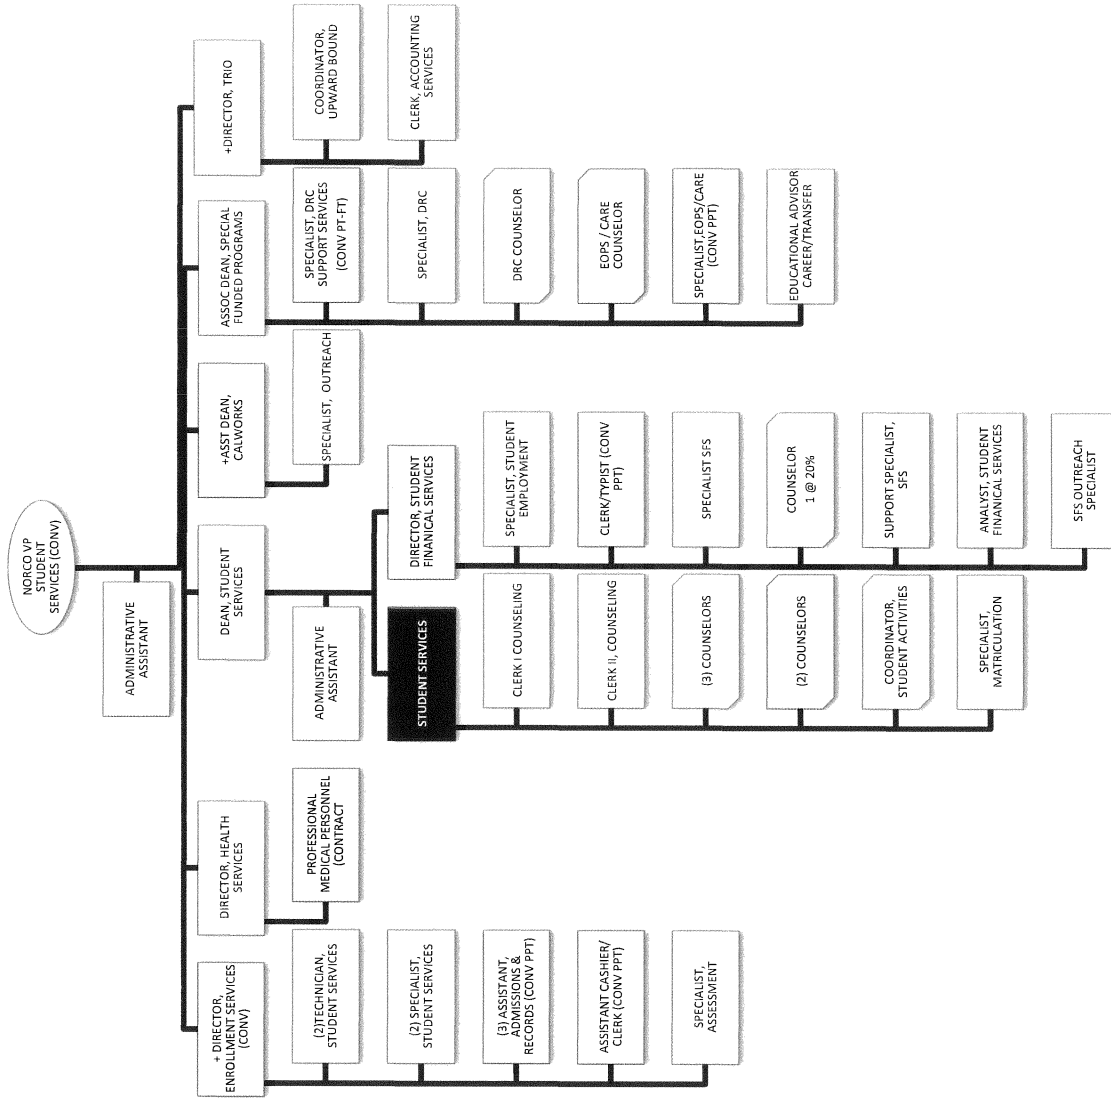 NORCO VP
STUDENT
SERVICES (CONV)
ADMINISTRATIVE
ASSISTANT
+ DIRECTOR,
ENROLLMENT SERVICES
(CONV)
(2)TECHNICIAN,
STUDENT SERVICES
(2) SPECIALIST,
STUDENT SERVICES
(3) ASSISTANT,
ADMISSIONS &
RECORDS (CONV PPT)
ASSISTANT CASHIER/
CLERK (CONV PPT)
SPECIALIST,
ASSESSMENT
DIRECTOR, HEALTH
SERVICES
PROFESSIONAL
MEDICAL PERSONNEL
(CONTRACT
DEAN, STUDENT
SERVICES
ADMINISTRATIVE
ASSISTANT
STUDENT SERVICES
CLERK I COUNSELING
CLERK II, COUNSELING
(3) COUNSELORS
(2) COUNSELORS
COORDINATOR,
STUDENT ACTIVITIES
SPECIALIST,
MATRICULATION
DIRECTOR, STUDENT
FINANICAL SERVICES
SPECIALIST, STUDENT
EMPLOYMENT
CLERK/TYPIST (CONV
PPT)
SPECIALIST SFS
COUNSELOR
1 @ 20%
SUPPORT SPECIALIST,
SFS
ANALYST, STUDENT
FINANICAL SERVICES
SFS OUTREACH
SPECIALIST
+ASST DEAN,
CALWORKS
SPECIALIST, OUTREACH
ASSOC DEAN, SPECIAL
FUNDED PROGRAMS
SPECIALIST, DRC
SUPPORT SERVICES
(CONV PT-FT)
SPECIALIST, DRC
DRC COUNSELOR
EOPS / CARE
COUNSELOR
SPECIALIST,EOPS/CARE
(CONV PPT)
EDUCATIONAL ADVISOR
CAREER/TRANSFER
+DIRECTOR, TRIO
COORDINATOR,
UPWARD BOUND
CLERK, ACCOUNTING
SERVICES